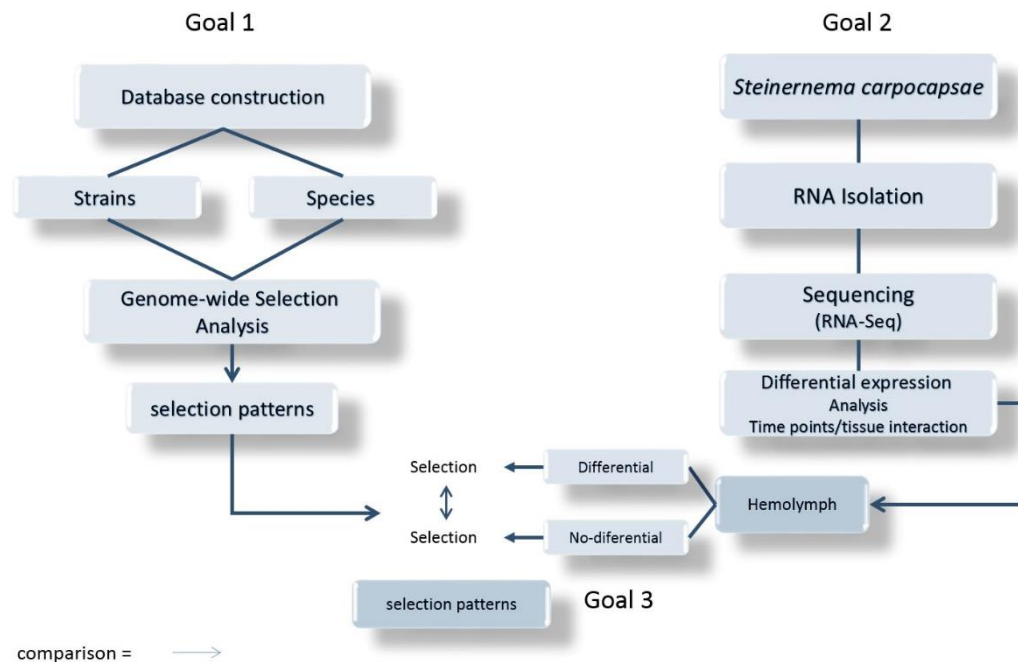 Goal 1
Database construction
Strains
Species
Genome-wide Selection
Analysis
selection patterns
Goal 2
Steinernema carpocapsae
RNA Isolation
Sequencing
(RNA-Seq)
Differential expression
Analysis
Time points/tissue interaction
Hemolymph
Differential
No-diferential
Selection
Selection
selection patterns
Goal 3
comparison =